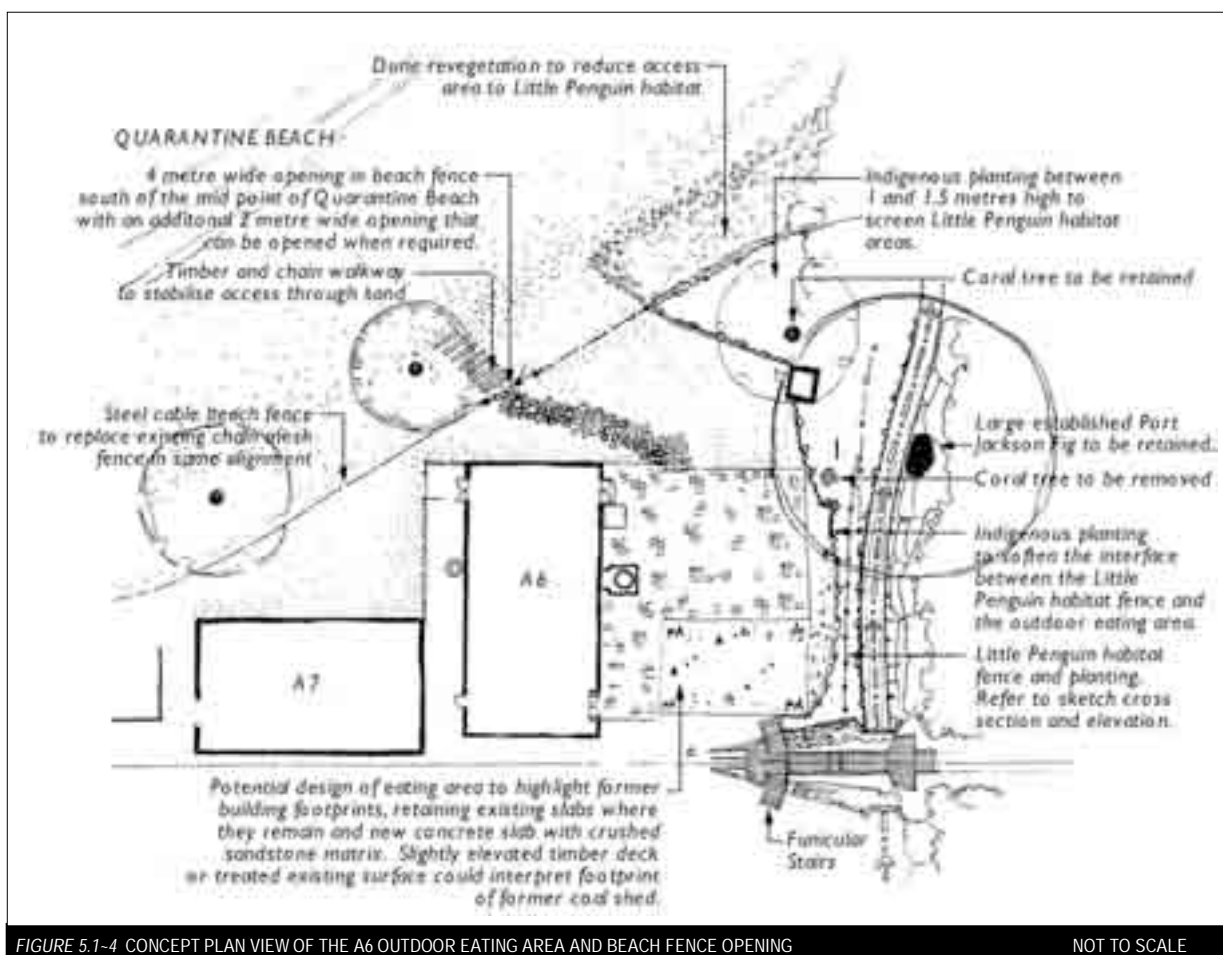 Dune revegetation to reduce access
area to Little Penguin habitat
QUARANTINE BEACH
4 metre wide opening in beach fence
south of the mid point of Quarantine Beach
with an additonal 2 metre wide opening that
can be opened when required.
Timber and chain walkway
to stabilise access through sand
Steel cable beach fence
to replace existing chain mesh
fence in same alignment
Indigenous planting between
1 and 1.5 metres high to
screen Little Penguin habitat
areas.
Coral tree to be retained
Large established Port
Jackson Fig to be retained.
Coral tree to be removed
Indigenous planting
to soften the interface
between the Little
Penguin habitat fence and
the outdoor eating area
Little Penguin habitat
fence and planting.
Refer to sketch cross
section and elevation.
A6
A7
Potential design of eating area to highlight former
building footprints, retaining existing slabs where
they remain and new concrete slab with crushed
sandstone matrix. Slightly elevated timber deck
or treated existing surface could interpret footprint
of former coal shed.
Funicular
Stairs
FIGURE 5.1~4 CONCEPT PLAN VIEW OF THE A6 OUTDOOR EATING AREA AND BEACH FENCE OPENING
NOT TO SCALE